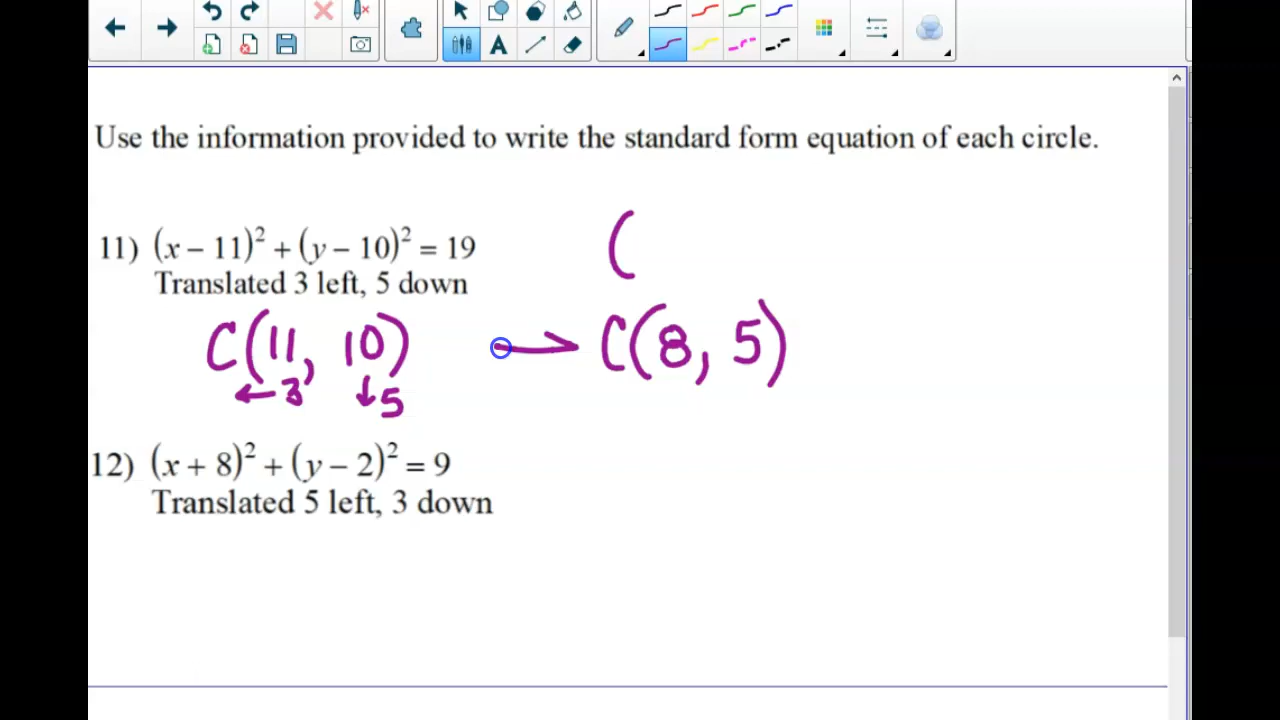 Use the information provided to write the standard form equation of each circle.
11) (x − 11)² + (y − 10)² = 19
(
Translated 3 left, 5 down
C(11, 10) → C(8, 5)
←3 ↓5
12) (x + 8)² + (y − 2)² = 9
Translated 5 left, 3 down